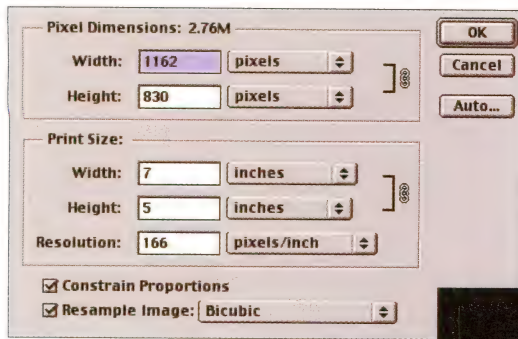 Pixel Dimensions: 2.76M
OK
Width: 1162 pixels
Cancel
Height: 830 pixels
Auto...
Print Size:
Width: 7 inches
Height: 5 inches
Resolution: 166 pixels/inch
Constrain Proportions
Resample Image: Bicubic